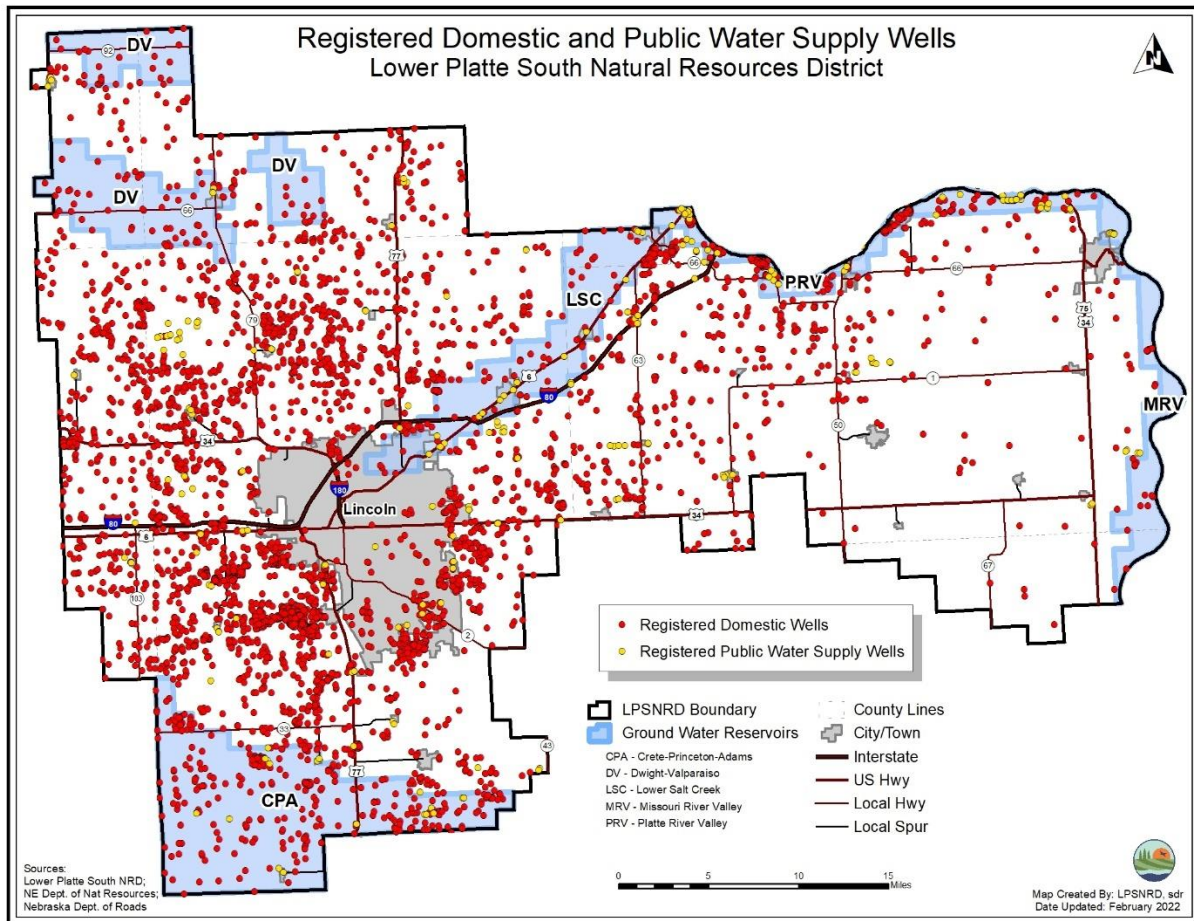 Registered Domestic and Public Water Supply Wells
Lower Platte South Natural Resources District
N
92
DV
DV
DV
66
77
79
LSC
66
PRV
66
75
34
63
6
80
1
MRV
50
34
180
Lincoln
80
6
34
67
103
2
33
43
77
CPA
Registered Domestic Wells
Registered Public Water Supply Wells
LPSNRD Boundary
Ground Water Reservoirs
CPA - Crete-Princeton-Adams
DV - Dwight-Valparaiso
LSC - Lower Salt Creek
MRV - Missouri River Valley
PRV - Platte River Valley
County Lines
City/Town
Interstate
US Hwy
Local Hwy
Local Spur
0 5 10 15
Miles
Sources:
Lower Platte South NRD;
NE Dept. of Nat Resources;
Nebraska Dept. of Roads
Map Created By: LPSNRD, sdr
Date Updated: February 2022